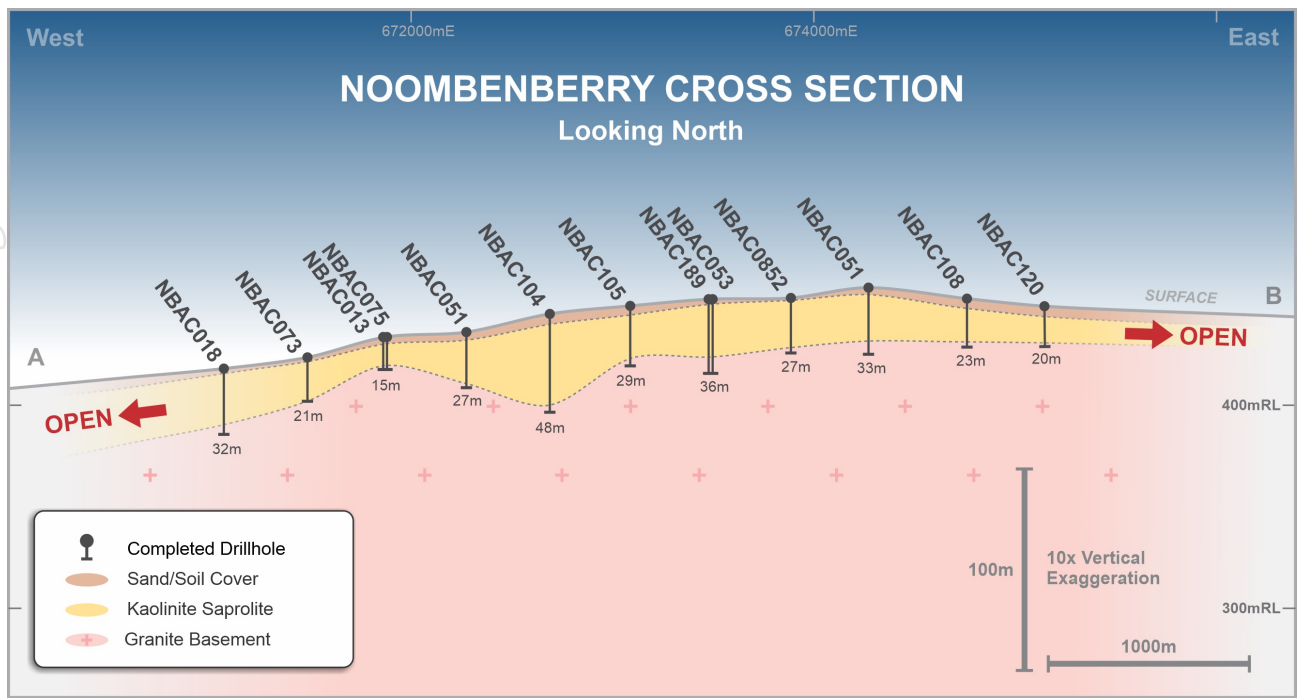 West
672000mE
674000mE
East
NOOMBENBERRY CROSS SECTION
Looking North
NBAC018
NBAC073
NBAC013
NBAC075
NBAC051
NBAC104
NBAC105
NBAC189
NBAC053
NBAC0852
NBAC051
NBAC108
NBAC120
SURFACE
B
A
OPEN
OPEN
32m
21m
15m
27m
48m
29m
36m
27m
33m
23m
20m
400mRL
300mRL
100m
10x Vertical
Exaggeration
1000m
Completed Drillhole
Sand/Soil Cover
Kaolinite Saprolite
Granite Basement